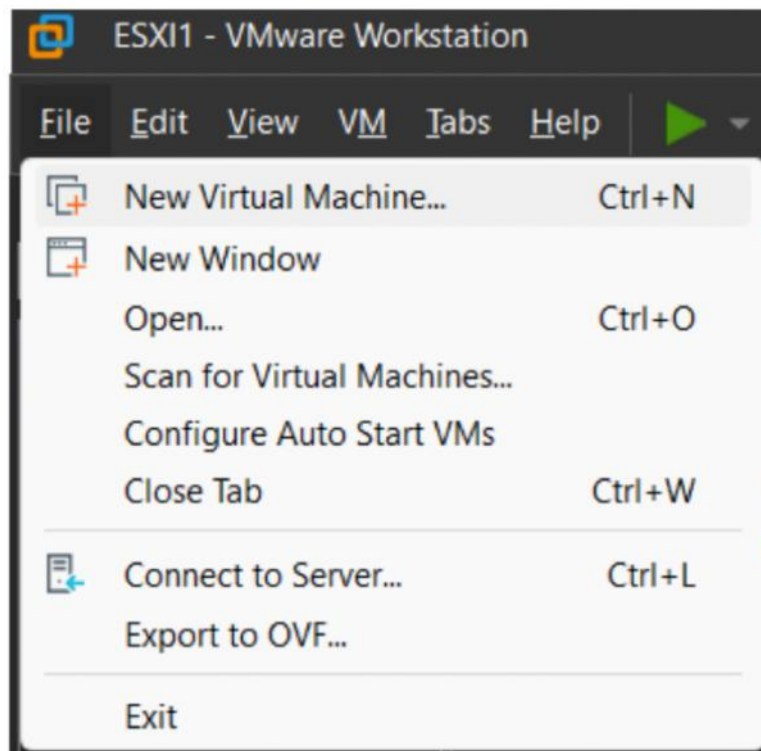 ESXI1 - VMware Workstation
File Edit View VM Tabs Help
New Virtual Machine... Ctrl+N
New Window
Open... Ctrl+O
Scan for Virtual Machines...
Configure Auto Start VMs
Close Tab Ctrl+W
Connect to Server... Ctrl+L
Export to OVF...
Exit